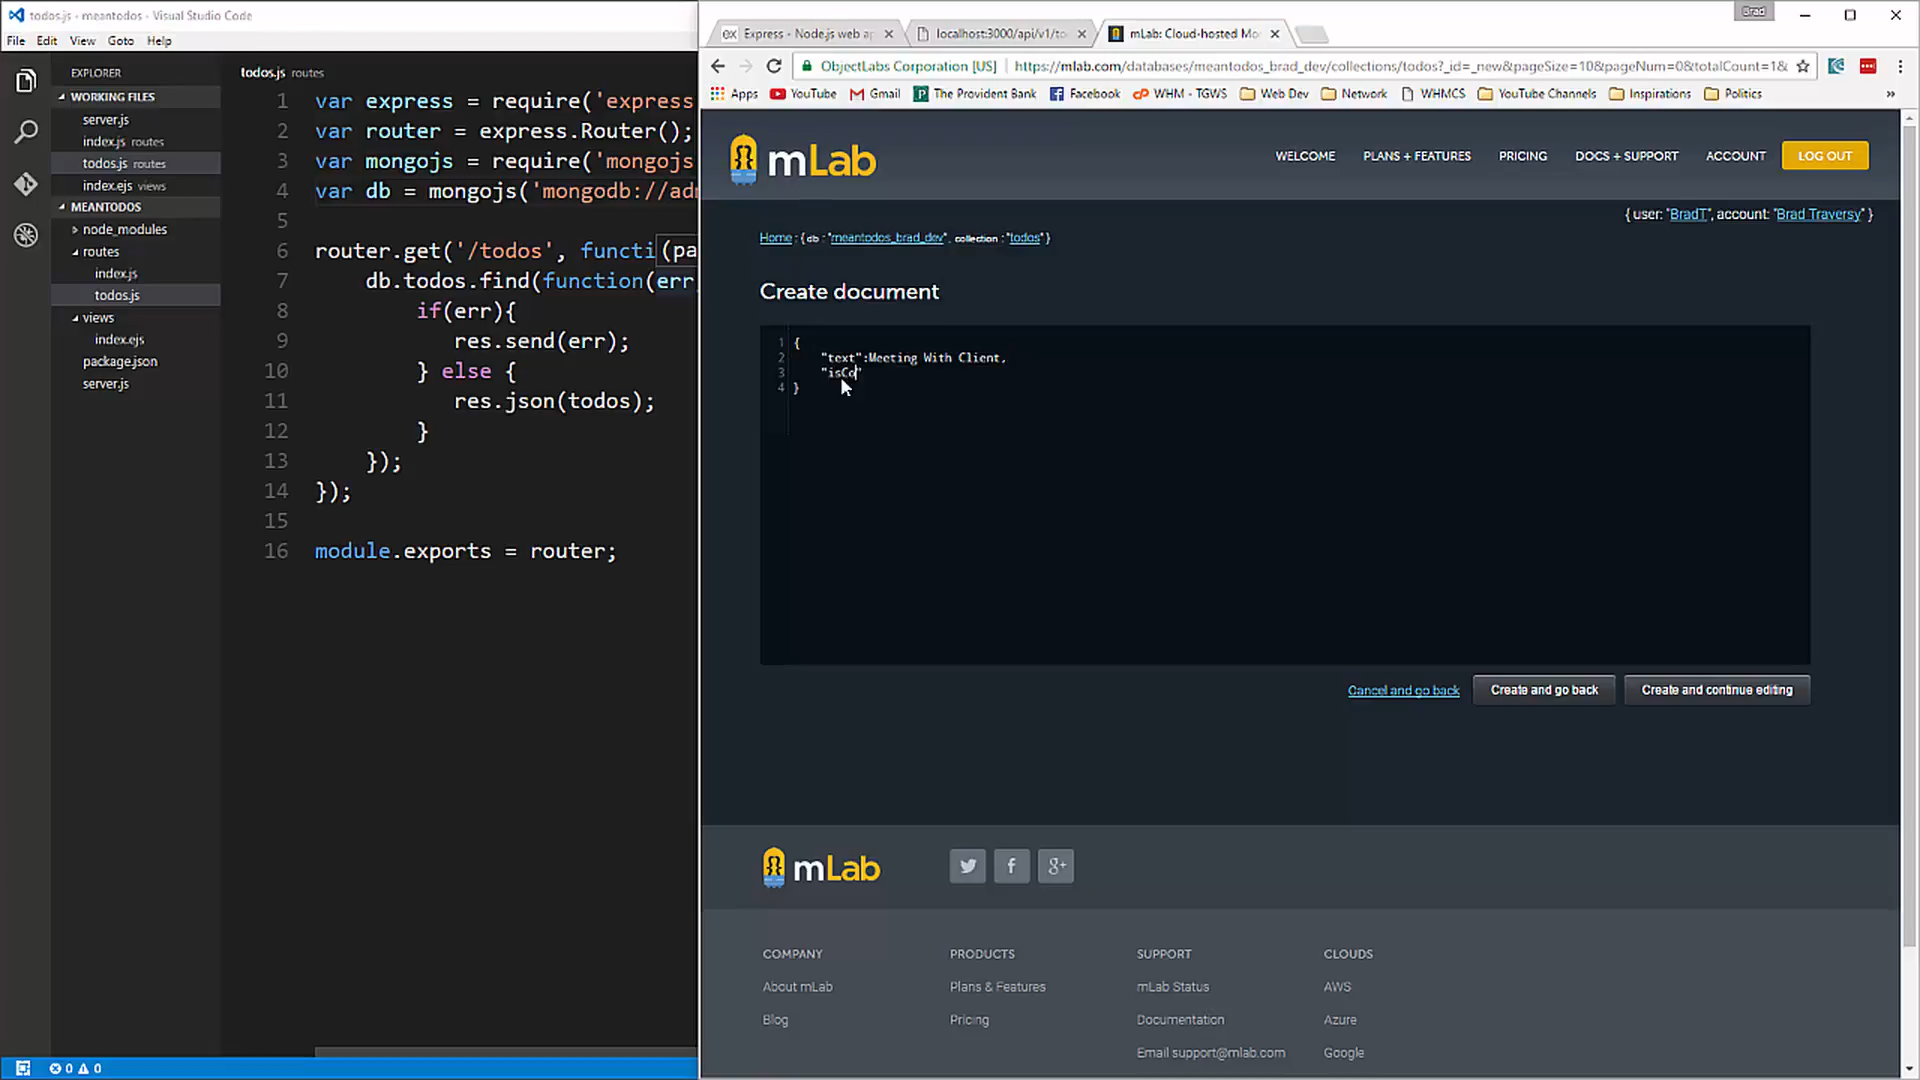 todos.js - meantodos - Visual Studio Code
File Edit View Goto Help
EXPLORER
WORKING FILES
server.js
index.js routes
todos.js routes
index.ejs views
MEANTODOS
node_modules
routes
index.js
todos.js
views
index.ejs
package.json
server.js
todos.js routes
1 var express = require('express
2 var router = express.Router();
3 var mongojs = require('mongojs
4 var db = mongojs('mongodb://adm
5
6 router.get('/todos', functi(pa
7 db.todos.find(function(err,
8 if(err){
9 res.send(err);
10 } else {
11 res.json(todos);
12 }
13 });
14 });
15
16 module.exports = router;
0 0
Brad
ex Express - Node.js web ap
localhost:3000/api/v1/to
mLab: Cloud-hosted Mo
ObjectLabs Corporation [US] https://mlab.com/databases/meantodos_brad_dev/collections/todos?_id=_new&pageSize=10&pageNum=0&totalCount=1&
Apps YouTube Gmail The Provident Bank Facebook WHM - TGWS Web Dev Network WHMCS YouTube Channels Inspirations Politics »
mLab
WELCOME PLANS + FEATURES PRICING DOCS + SUPPORT ACCOUNT LOG OUT
{ user: "BradT", account: "Brad Traversy" }
Home : { db : "meantodos_brad_dev", collection : "todos" }
Create document
1 {
2 "text":Meeting With Client,
3 "isCo"
4 }
Cancel and go back Create and go back Create and continue editing
mLab
COMPANY PRODUCTS SUPPORT CLOUDS
About mLab Plans & Features mLab Status AWS
Blog Pricing Documentation Azure
Email support@mlab.com Google